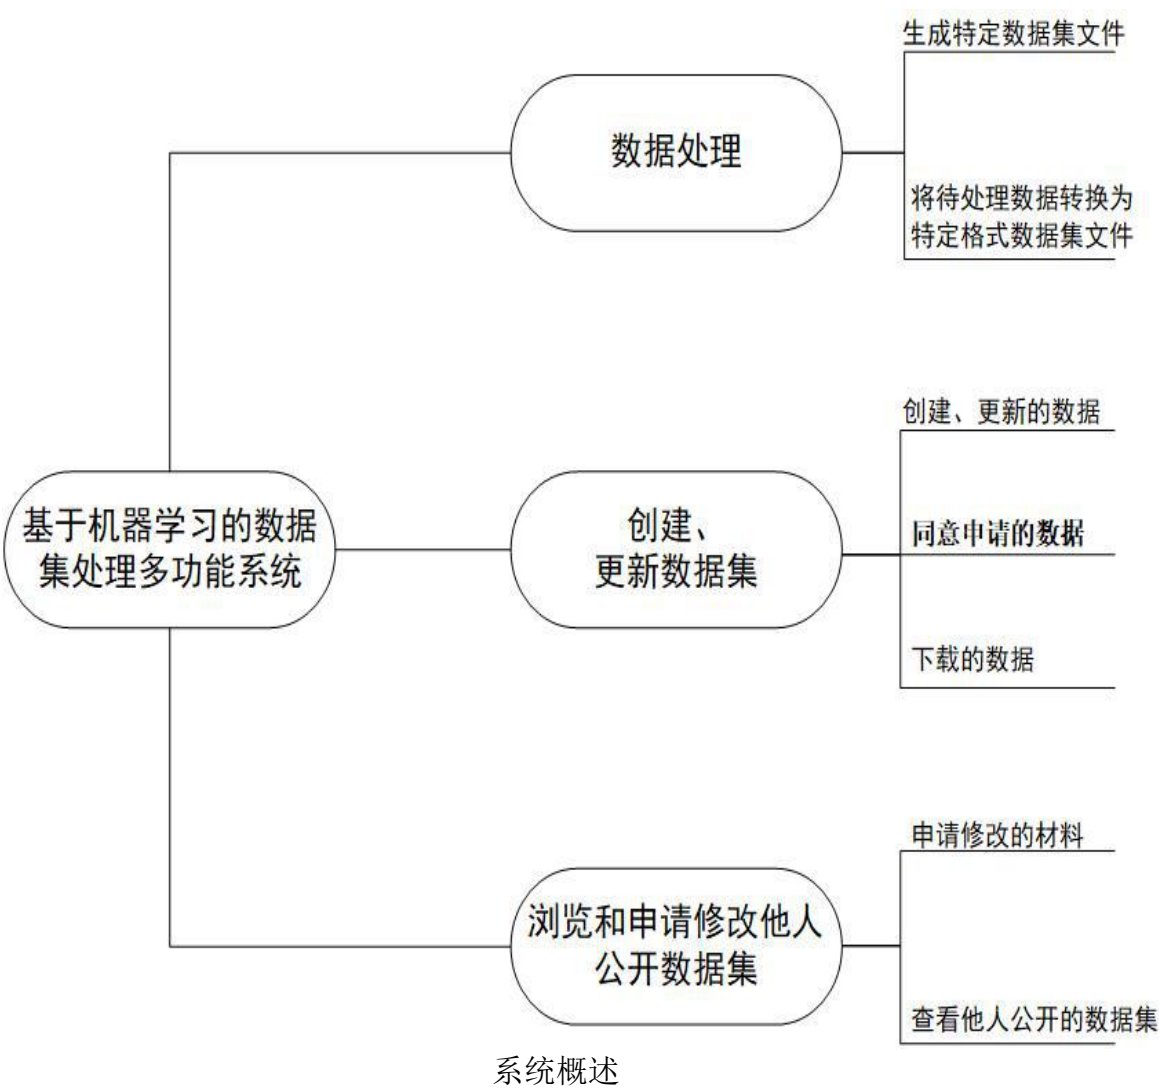 生成特定数据集文件
数据处理
将待处理数据转换为
特定格式数据集文件
创建、更新的数据
基于机器学习的数据
集处理多功能系统
创建、
更新数据集
同意申请的数据
下载的数据
申请修改的材料
浏览和申请修改他人
公开数据集
查看他人公开的数据集
系统概述